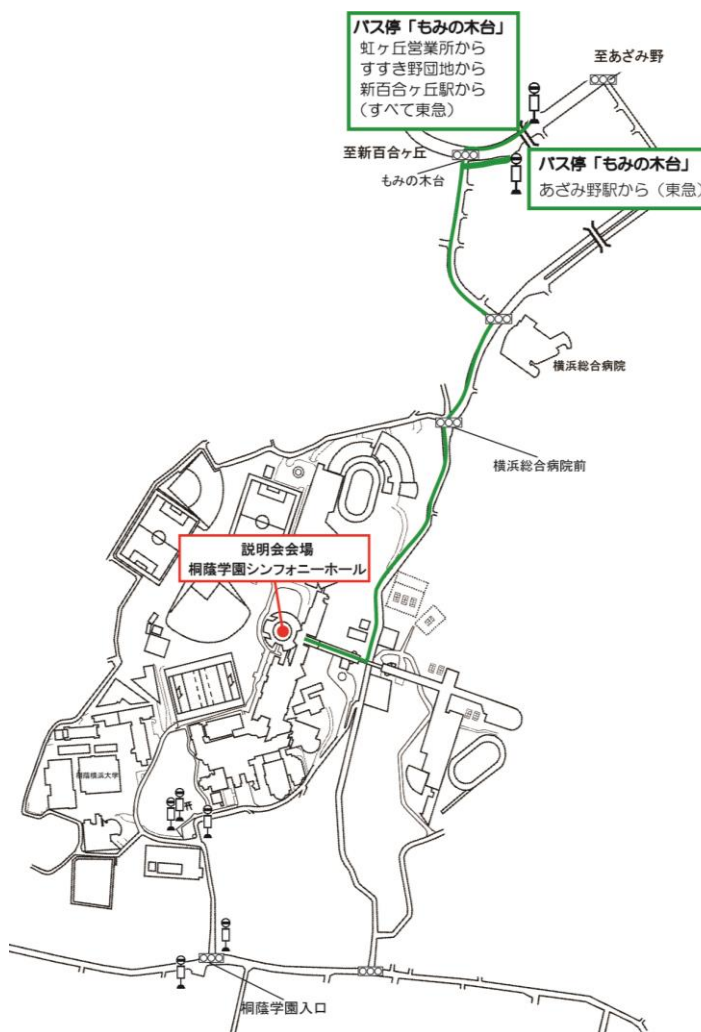 バス停「もみの木台」
虹ヶ丘営業所から
すすき野団地から
新百合ヶ丘駅から
(すべて東急)
至あざみ野
至新百合ヶ丘
もみの木台
バス停「もみの木台」
あざみ野駅から(東急)
横浜総合病院
横浜総合病院前
説明会会場
桐蔭学園シンフォニーホール
桐蔭横浜大学
桐蔭学園入口